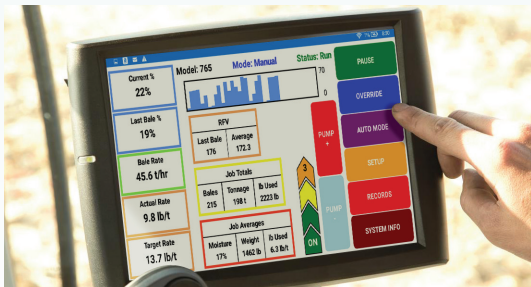 8:10
Model: 765
Mode: Manual
Status: Run
Current %
22%
Last Bale %
19%
Bale Rate
45.6 t/hr
Actual Rate
9.8 lb/t
Target Rate
13.7 lb/t
70
0
RFV
Last Bale
Average
176
172.3
Job Totals
Bales
Tonnage
lb Used
215
198 t
2223 lb
Job Averages
Moisture
Weight
lb Used
17%
1462 lb
6.3 lb/t
3
ON
PUMP
+
PUMP
PAUSE
OVERRIDE
AUTO MODE
SETUP
RECORDS
SYSTEM INFO